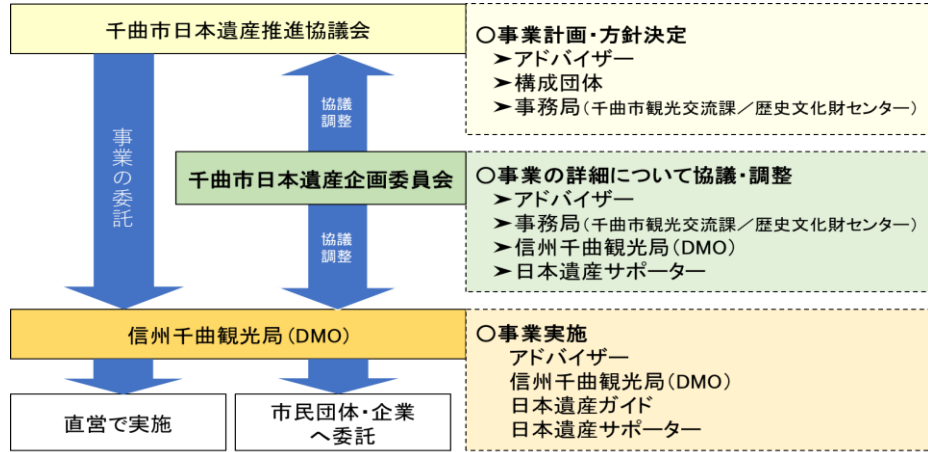 千曲市日本遺産推進協議会
○事業計画・方針決定
➤アドバイザー
➤構成団体
➤事務局(千曲市観光交流課／歴史文化財センター)
事業の委託
協議
調整
千曲市日本遺産企画委員会
○事業の詳細について協議・調整
➤アドバイザー
➤事務局(千曲市観光交流課／歴史文化財センター)
➤信州千曲観光局(DMO)
➤日本遺産サポーター
協議
調整
信州千曲観光局(DMO)
○事業実施
アドバイザー
信州千曲観光局(DMO)
日本遺産ガイド
日本遺産サポーター
直営で実施
市民団体・企業
へ委託